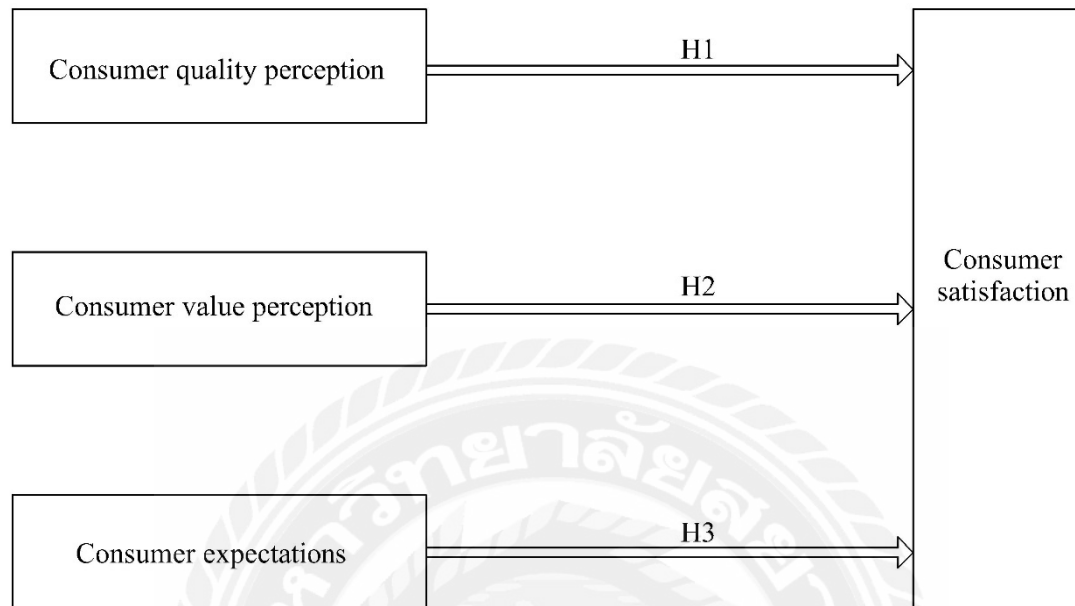 Consumer quality perception
H1
Consumer value perception
H2
Consumer
satisfaction
Consumer expectations
H3